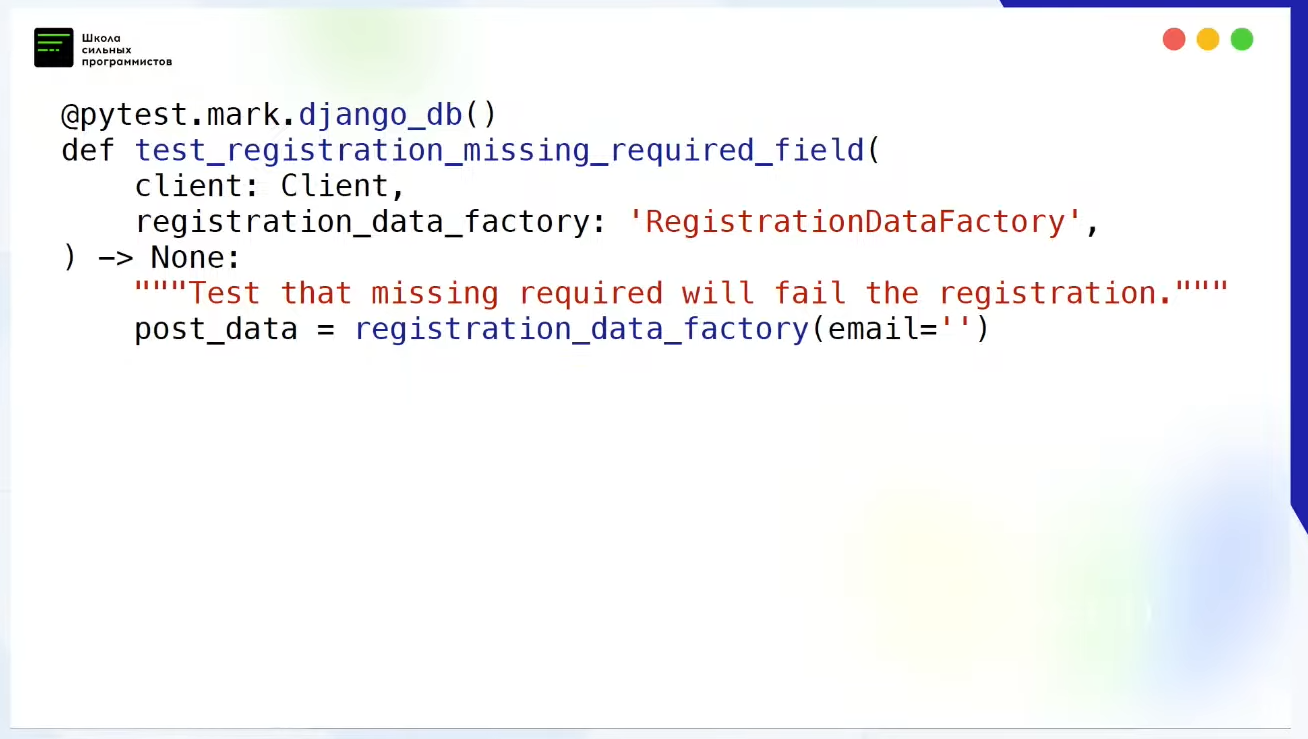 Школа
сильных
программистов
@pytest.mark.django_db()
def test_registration_missing_required_field(
    client: Client,
    registration_data_factory: 'RegistrationDataFactory',
) -> None:
    """Test that missing required will fail the registration."""
    post_data = registration_data_factory(email='')